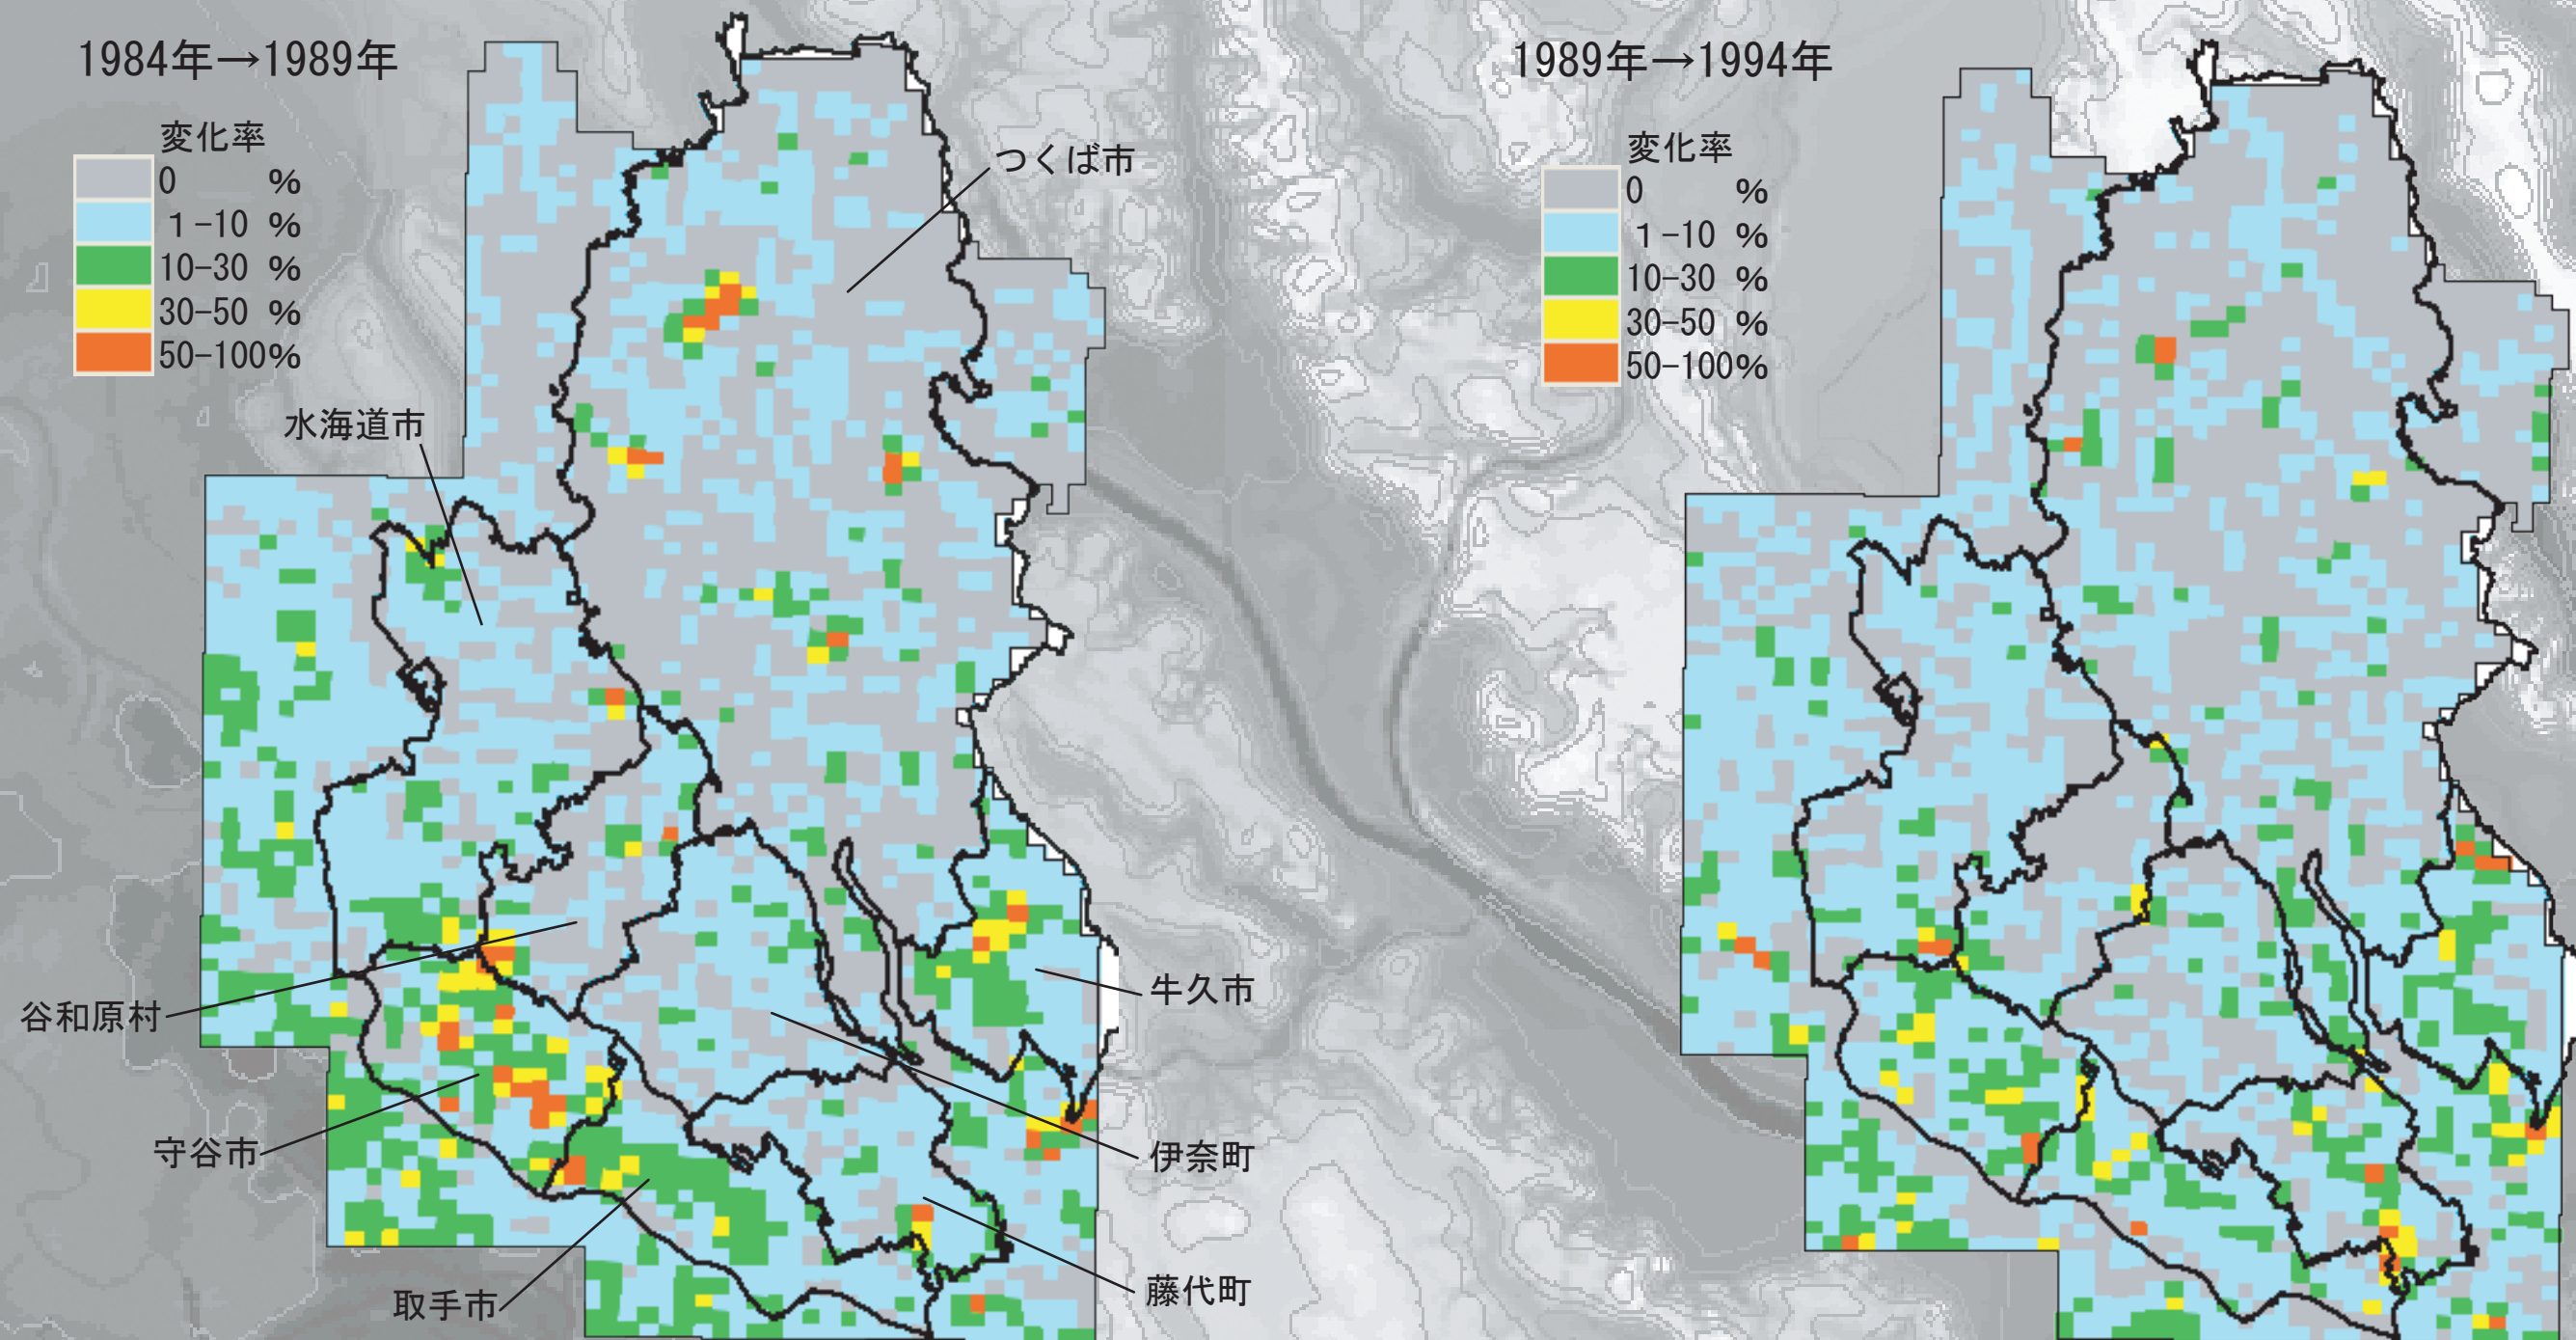 1984年→1989年
変化率
0 %
1-10 %
10-30 %
30-50 %
50-100%
つくば市
水海道市
谷和原村
守谷市
取手市
牛久市
伊奈町
藤代町
1989年→1994年
変化率
0 %
1-10 %
10-30 %
30-50 %
50-100%